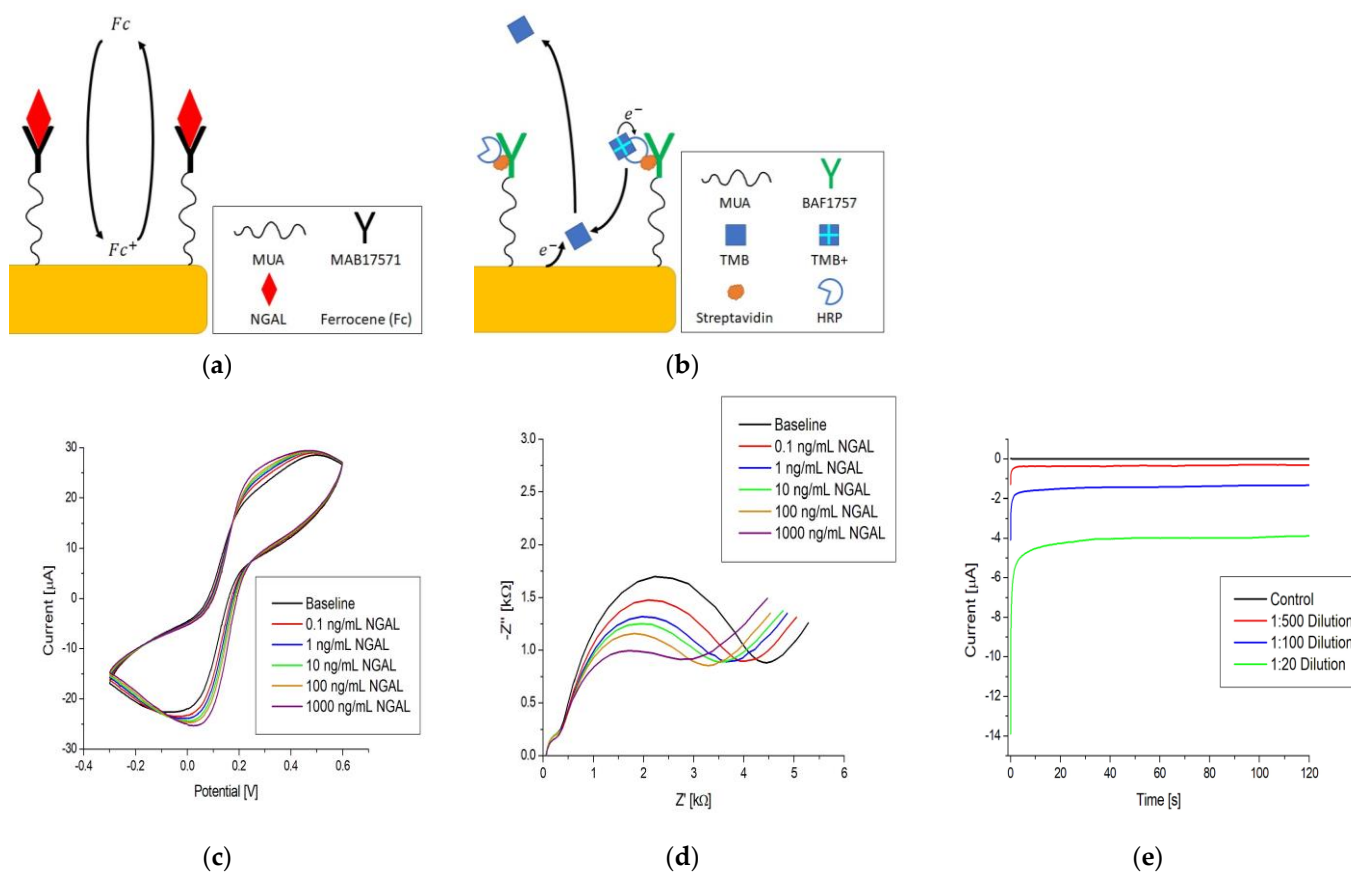 Fc
Fc⁺
MUA MAB17571
NGAL Ferrocene (Fc)
(a)
e⁻
e⁻
MUA BAF1757
TMB TMB+
Streptavidin HRP
(b)
30
20
10
0
-10
-20
-30
Current [µA]
-0.4 -0.2 0.0 0.2 0.4 0.6
Potential [V]
Baseline
0.1 ng/mL NGAL
1 ng/mL NGAL
10 ng/mL NGAL
100 ng/mL NGAL
1000 ng/mL NGAL
(c)
Baseline
0.1 ng/mL NGAL
1 ng/mL NGAL
10 ng/mL NGAL
100 ng/mL NGAL
1000 ng/mL NGAL
3.0
2.5
2.0
1.5
1.0
0.5
0.0
-Z'' [kΩ]
0 1 2 3 4 5 6
Z' [kΩ]
(d)
0
-2
-4
-6
-8
-10
-12
-14
Current [µA]
0 20 40 60 80 100 120
Time [s]
Control
1:500 Dilution
1:100 Dilution
1:20 Dilution
(e)